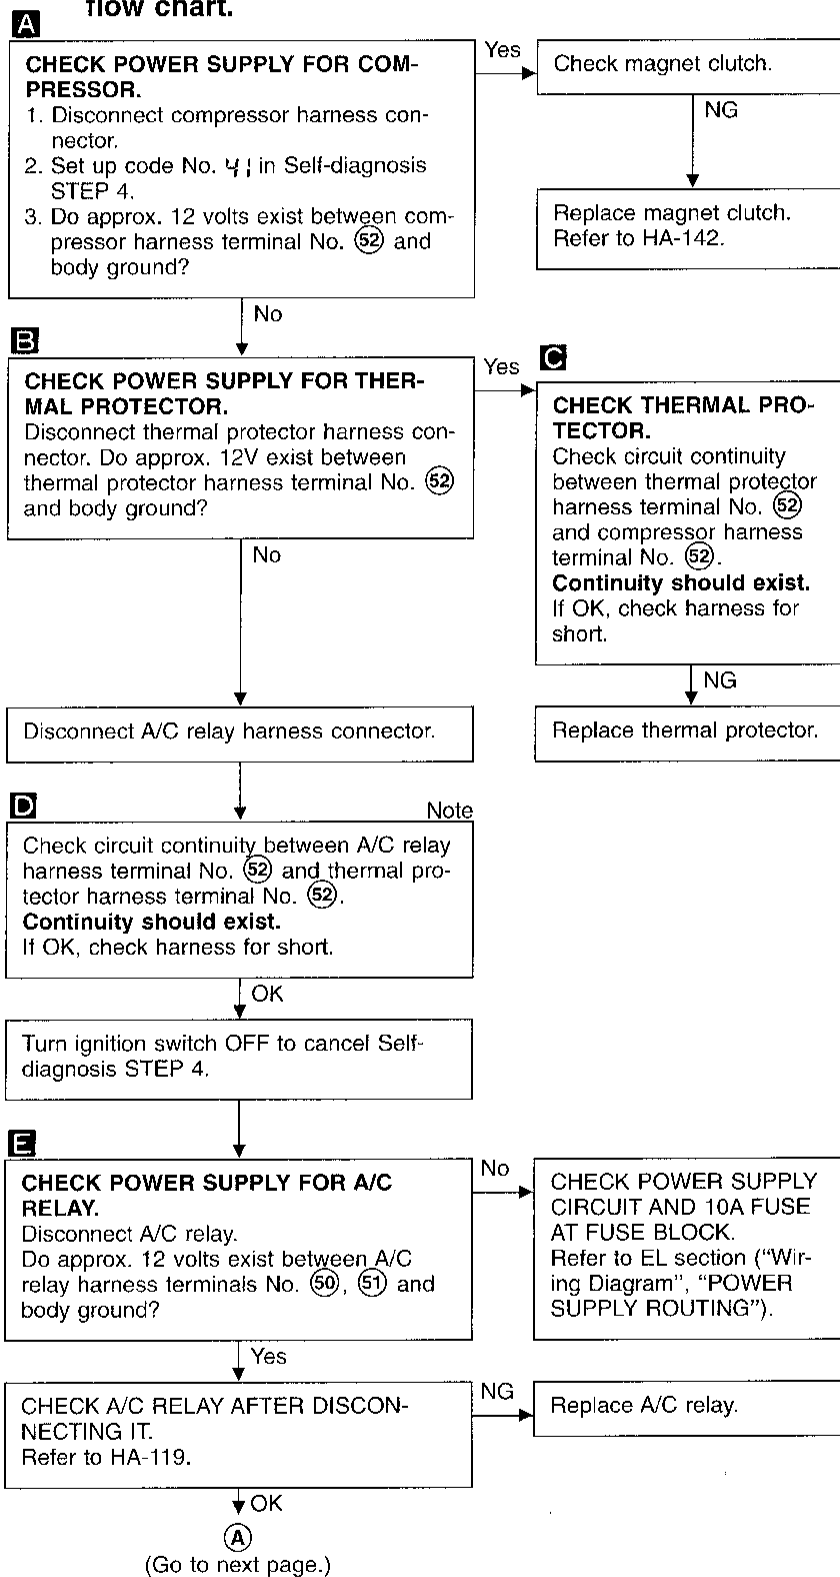 flow chart.
A
CHECK POWER SUPPLY FOR COM-
PRESSOR.
1. Disconnect compressor harness con-
nector.
2. Set up code No. 41 in Self-diagnosis
STEP 4.
3. Do approx. 12 volts exist between com-
pressor harness terminal No. 52 and
body ground?
Yes
Check magnet clutch.
NG
Replace magnet clutch.
Refer to HA-142.
No
B
CHECK POWER SUPPLY FOR THER-
MAL PROTECTOR.
Disconnect thermal protector harness con-
nector. Do approx. 12V exist between
thermal protector harness terminal No. 52
and body ground?
Yes
C
CHECK THERMAL PRO-
TECTOR.
Check circuit continuity
between thermal protector
harness terminal No. 52
and compressor harness
terminal No. 52.
Continuity should exist.
If OK, check harness for
short.
NG
Replace thermal protector.
No
Disconnect A/C relay harness connector.
D
Note
Check circuit continuity between A/C relay
harness terminal No. 52 and thermal pro-
tector harness terminal No. 52.
Continuity should exist.
If OK, check harness for short.
OK
Turn ignition switch OFF to cancel Self-
diagnosis STEP 4.
E
CHECK POWER SUPPLY FOR A/C
RELAY.
Disconnect A/C relay.
Do approx. 12 volts exist between A/C
relay harness terminals No. 50, 51 and
body ground?
No
CHECK POWER SUPPLY
CIRCUIT AND 10A FUSE
AT FUSE BLOCK.
Refer to EL section (“Wir-
ing Diagram”, “POWER
SUPPLY ROUTING”).
Yes
CHECK A/C RELAY AFTER DISCON-
NECTING IT.
Refer to HA-119.
NG
Replace A/C relay.
OK
A
(Go to next page.)